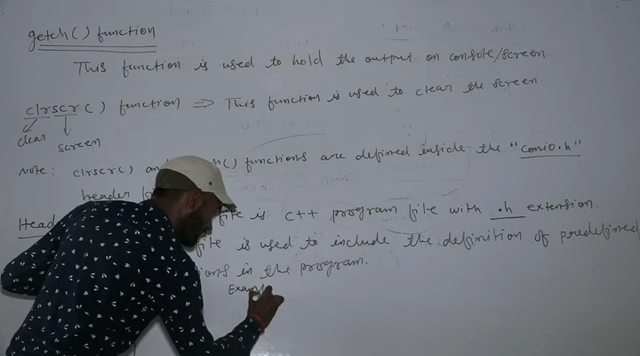 getch() function
This function is used to hold the output on console/screen.
clrscr() function ⇒ This function is used to clear the screen.
clear screen
Note: clrscr() and h() functions are defined inside the "conio.h"
header
Head file is C++ program file with .h extension.
file is used to include the definition of predefined
ions in the program.
Examp